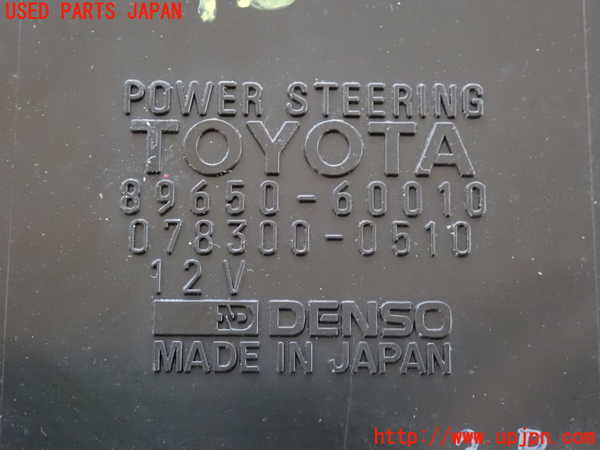 USED PARTS JAPAN
POWER STEERING
TOYOTA
89650-60010
078300-0510
12V
ND DENSO
MADE IN JAPAN
http://www.upjpn.com